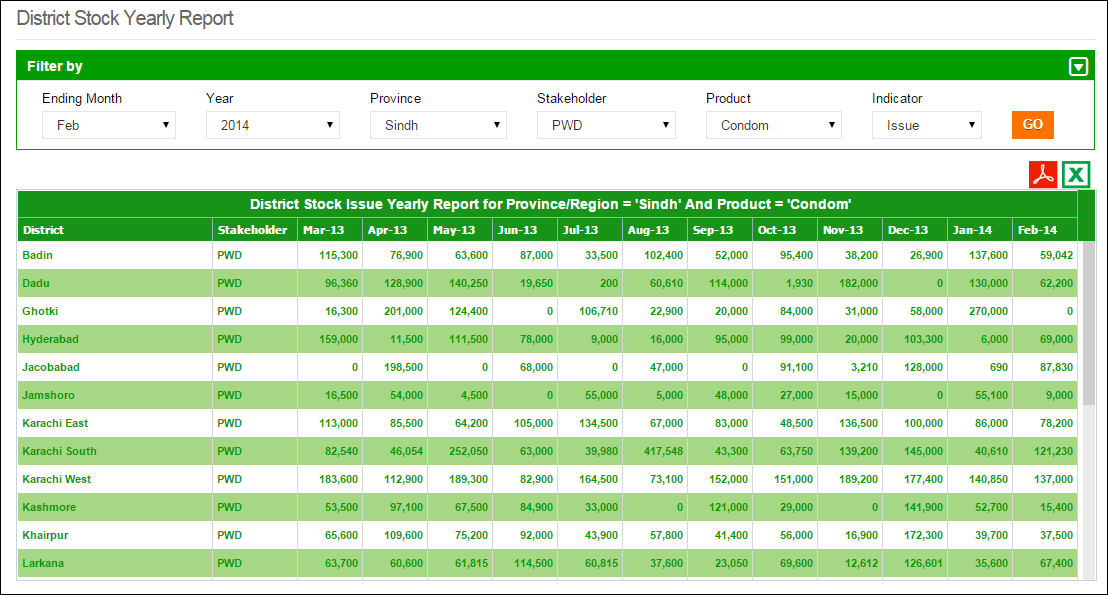 District Stock Yearly Report
Filter by
Ending Month Year Province Stakeholder Product Indicator
Feb 2014 Sindh PWD Condom Issue GO
District Stock Issue Yearly Report for Province/Region = 'Sindh' And Product = 'Condom'
District Stakeholder Mar-13 Apr-13 May-13 Jun-13 Jul-13 Aug-13 Sep-13 Oct-13 Nov-13 Dec-13 Jan-14 Feb-14
Badin PWD 115,300 76,900 63,600 87,000 33,500 102,400 52,000 95,400 38,200 26,900 137,600 59,042
Dadu PWD 96,360 128,900 140,250 19,650 200 60,610 114,000 1,930 182,000 0 130,000 62,200
Ghotki PWD 16,300 201,000 124,400 0 106,710 22,900 20,000 84,000 31,000 58,000 270,000 0
Hyderabad PWD 159,000 11,500 111,500 78,000 9,000 16,000 95,000 99,000 20,000 103,300 6,000 69,000
Jacobabad PWD 0 198,500 0 68,000 0 47,000 0 91,100 3,210 128,000 690 87,830
Jamshoro PWD 16,500 54,000 4,500 0 55,000 5,000 48,000 27,000 15,000 0 55,100 9,000
Karachi East PWD 113,000 85,500 64,200 105,000 134,500 67,000 83,000 48,500 136,500 100,000 86,000 78,200
Karachi South PWD 82,540 46,054 252,050 63,000 39,980 417,548 43,300 63,750 139,200 145,000 40,610 121,230
Karachi West PWD 183,600 112,900 189,300 82,900 164,500 73,100 152,000 151,000 189,200 177,400 140,850 137,000
Kashmore PWD 53,500 97,100 67,500 84,900 33,000 0 121,000 29,000 0 141,900 52,700 15,400
Khairpur PWD 65,600 109,600 75,200 92,000 43,900 57,800 41,400 56,000 16,900 172,300 39,700 37,500
Larkana PWD 63,700 60,600 61,815 114,500 60,815 37,600 23,050 69,600 12,612 126,601 35,600 67,400